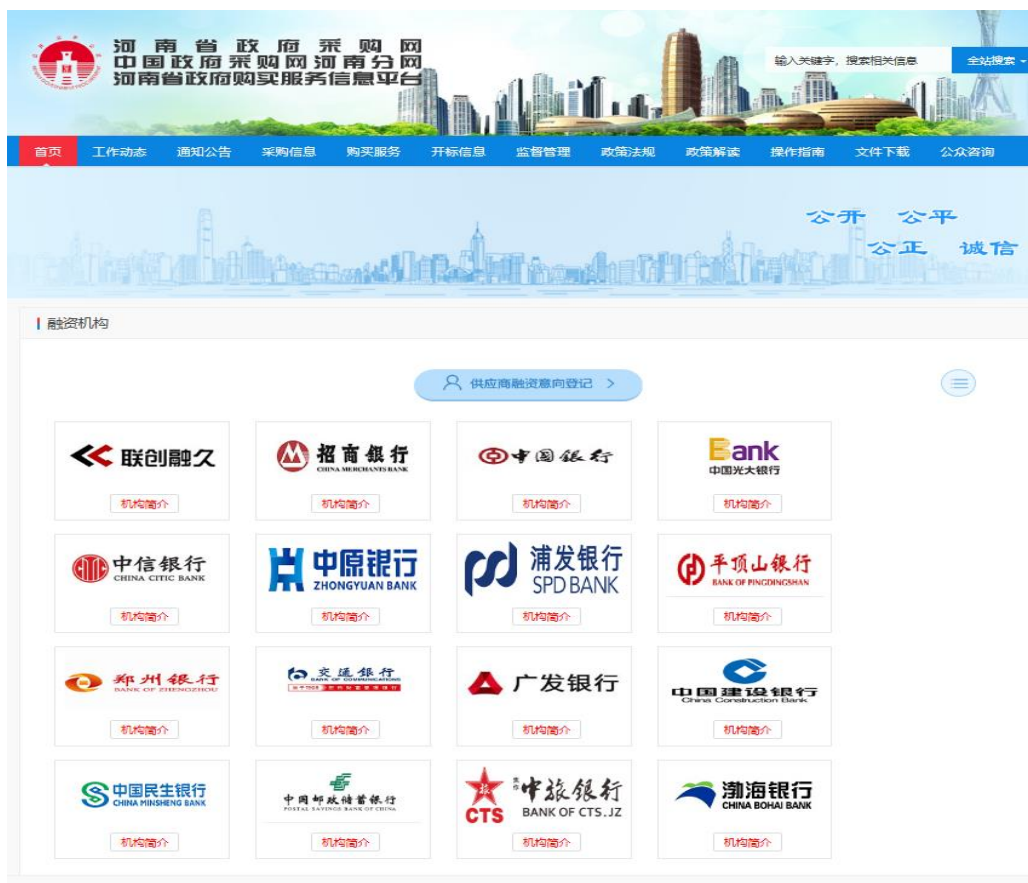 河南省政府采购网
中国政府采购网河南分网
河南省政府购买服务信息平台
输入关键字，搜索相关信息 全站搜索
首页 工作动态 通知公告 采购信息 购买服务 开标信息 监督管理 政策法规 政策解读 操作指南 文件下载 公众咨询
公开 公平
公正 诚信
融资机构
供应商融资意向登记 >
联创融久
机构简介
招商银行
CHINA MERCHANTS BANK
机构简介
中国银行
机构简介
Bank
中国光大银行
机构简介
中信银行
CHINA CITIC BANK
机构简介
中原银行
ZHONGYUAN BANK
机构简介
浦发银行
SPD BANK
机构简介
平顶山银行
BANK OF PINGDINGSHAN
机构简介
郑州银行
BANK OF ZHENGZHOU
机构简介
交通银行
BANK OF COMMUNICATIONS
机构简介
广发银行
机构简介
中国建设银行
China Construction Bank
机构简介
中国民生银行
CHINA MINSHENG BANK
机构简介
中国邮政储蓄银行
POSTAL SAVINGS BANK OF CHINA
机构简介
CTS
焦作中旅银行
BANK OF CTS.JZ
机构简介
渤海银行
CHINA BOHAI BANK
机构简介